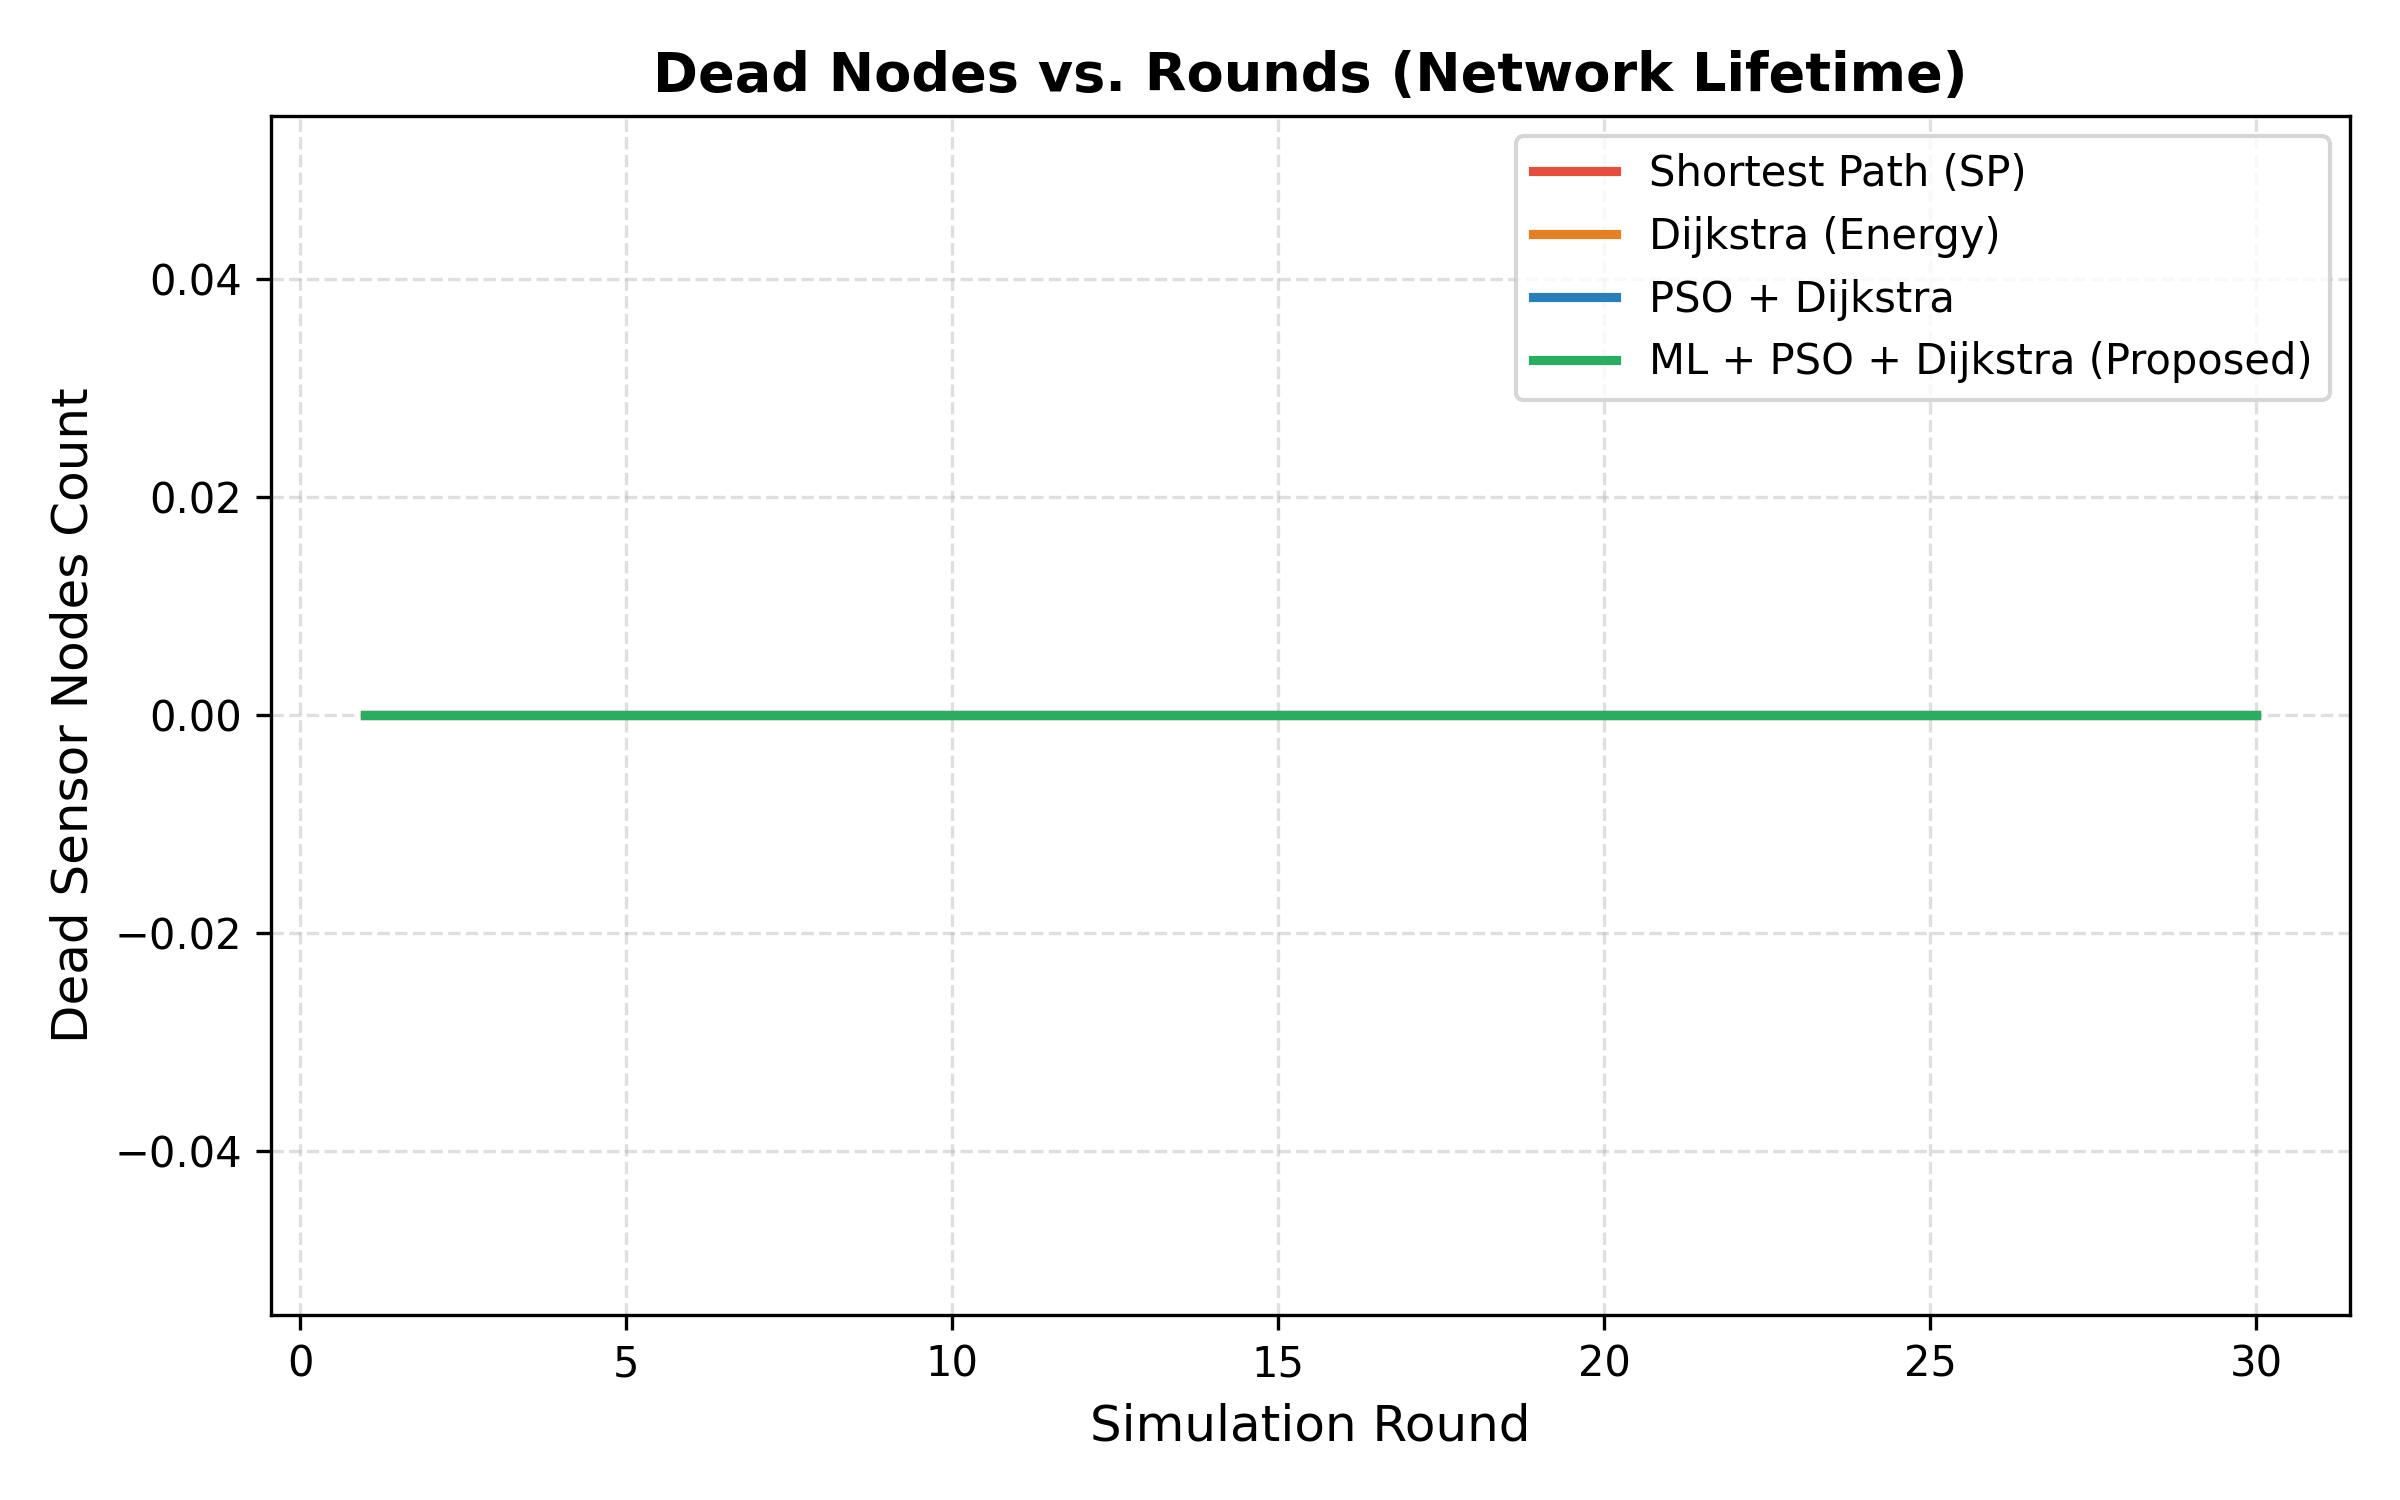 Dead Nodes vs. Rounds (Network Lifetime)
Shortest Path (SP)
Dijkstra (Energy)
PSO + Dijkstra
ML + PSO + Dijkstra (Proposed)
Dead Sensor Nodes Count
0.04
0.02
0.00
−0.02
−0.04
0 5 10 15 20 25 30
Simulation Round